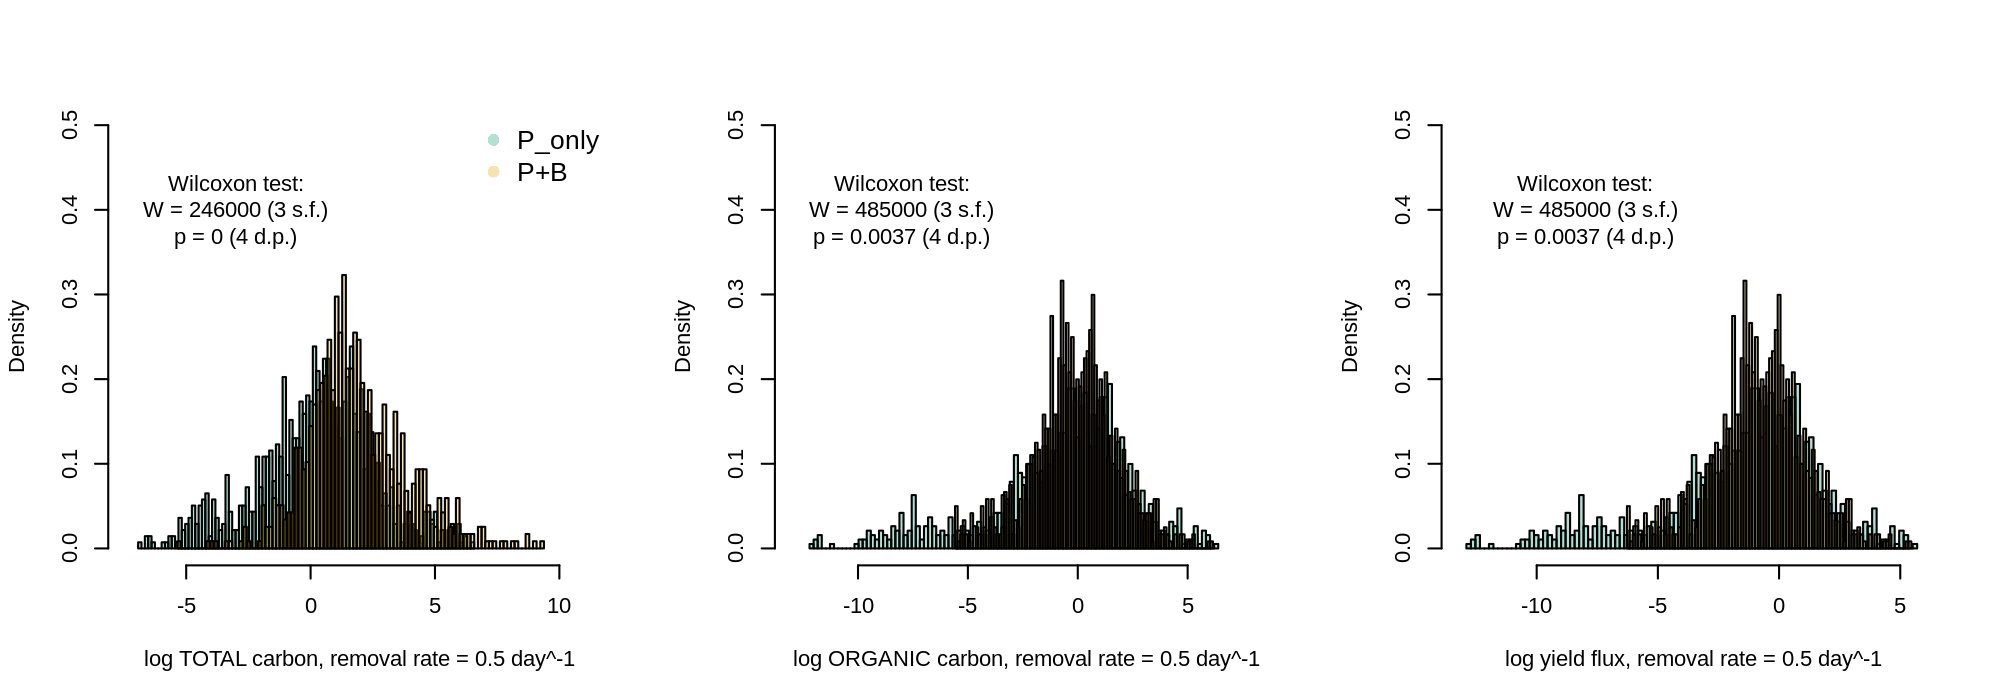 P_only
P+B
Wilcoxon test:
W = 246000 (3 s.f.)
p = 0 (4 d.p.)
Density
0.0
0.1
0.2
0.3
0.4
0.5
-5
0
5
10
log TOTAL carbon, removal rate = 0.5 day^-1
Wilcoxon test:
W = 485000 (3 s.f.)
p = 0.0037 (4 d.p.)
Density
0.0
0.1
0.2
0.3
0.4
0.5
-10
-5
0
5
log ORGANIC carbon, removal rate = 0.5 day^-1
Wilcoxon test:
W = 485000 (3 s.f.)
p = 0.0037 (4 d.p.)
Density
0.0
0.1
0.2
0.3
0.4
0.5
-10
-5
0
5
log yield flux, removal rate = 0.5 day^-1